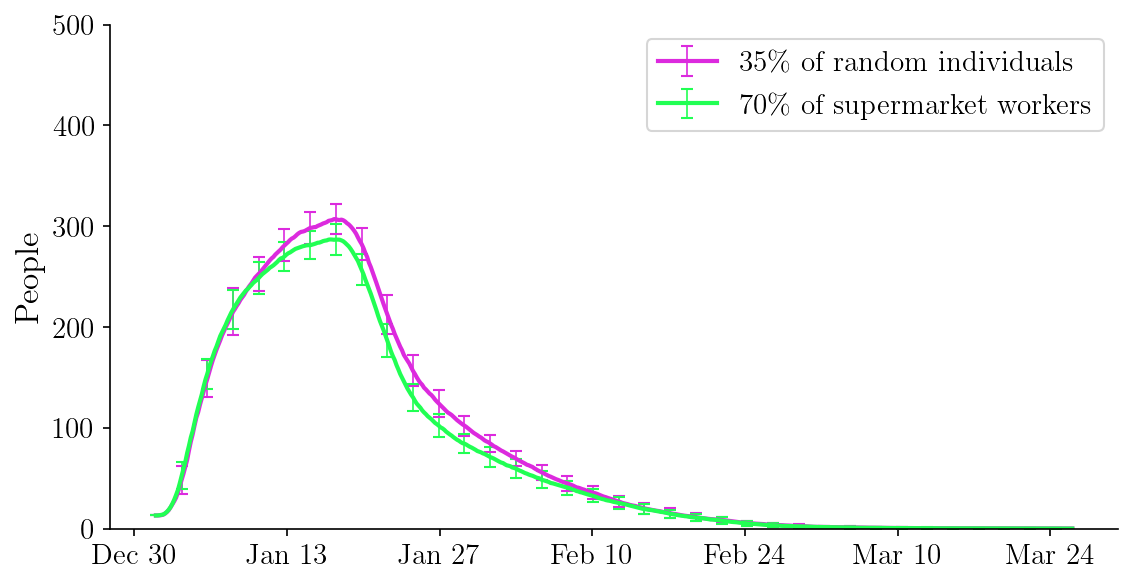 500
400
300
200
100
0
People
35% of random individuals
70% of supermarket workers
Dec 30 Jan 13 Jan 27 Feb 10 Feb 24 Mar 10 Mar 24